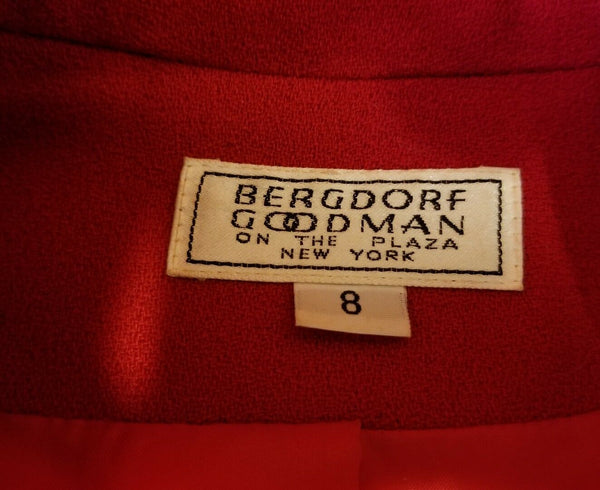 BERGDORF
GOODMAN
ON THE PLAZA
NEW YORK
8